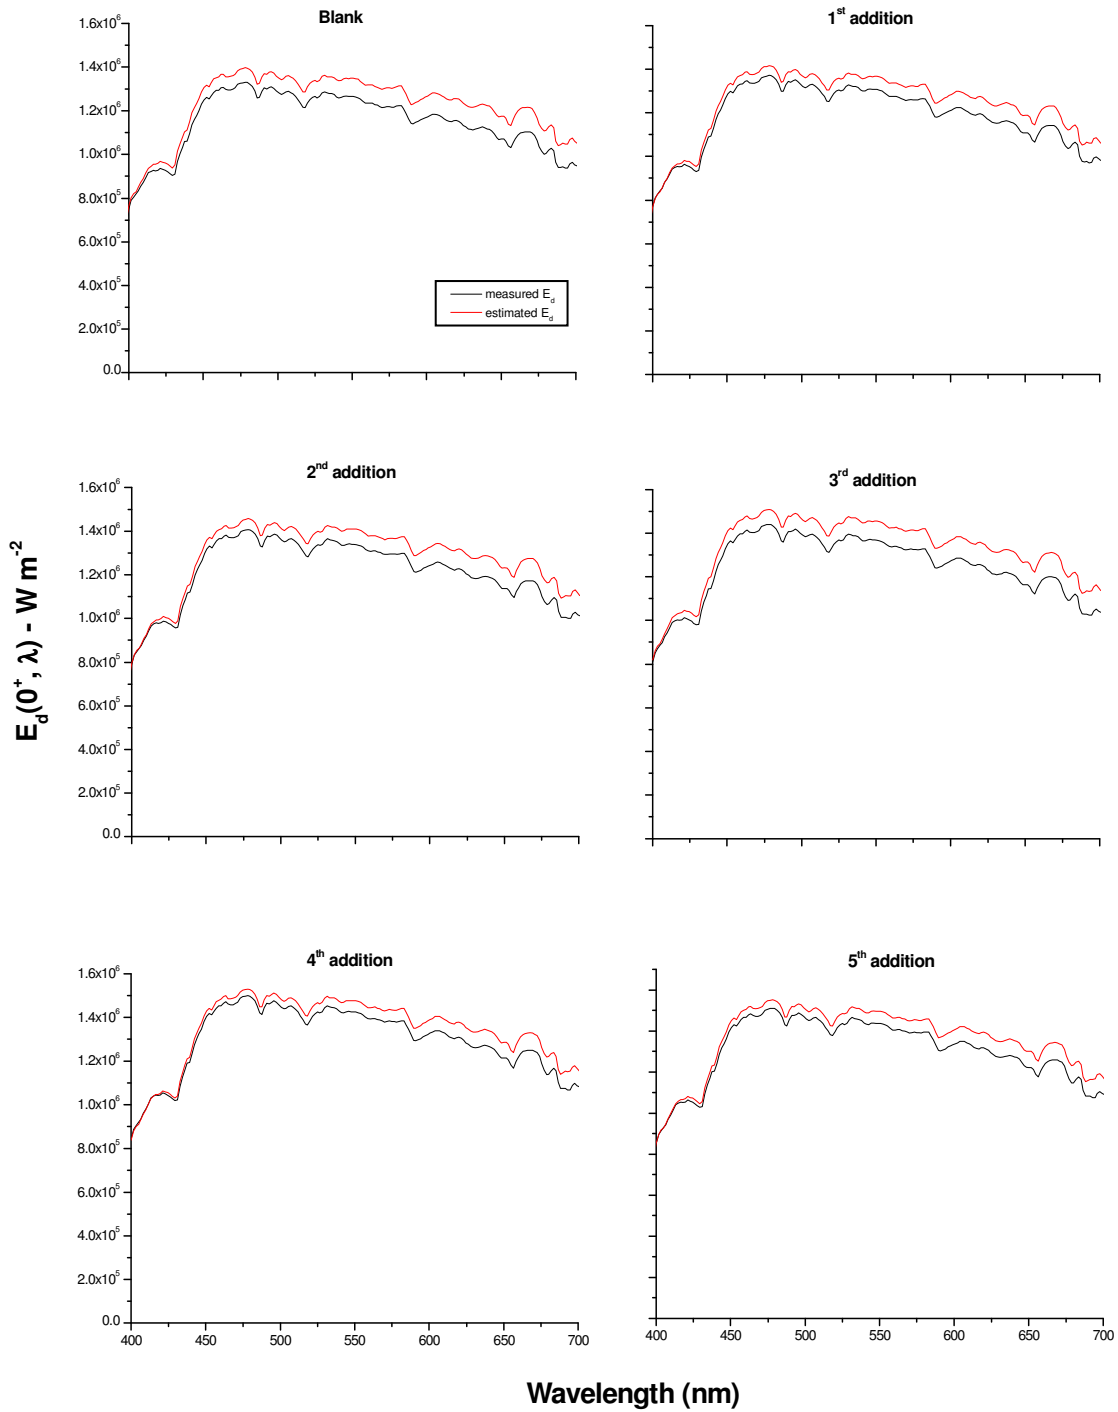 Blank
1.6x10⁶
1.4x10⁶
1.2x10⁶
1.0x10⁶
8.0x10⁵
6.0x10⁵
4.0x10⁵
2.0x10⁵
0.0
measured E_d
estimated E_d
1st addition
2nd addition
1.6x10⁶
1.4x10⁶
1.2x10⁶
1.0x10⁶
8.0x10⁵
6.0x10⁵
4.0x10⁵
2.0x10⁵
0.0
3rd addition
E_d(0⁺, λ) - W m⁻²
4th addition
1.6x10⁶
1.4x10⁶
1.2x10⁶
1.0x10⁶
8.0x10⁵
6.0x10⁵
4.0x10⁵
2.0x10⁵
0.0
400 450 500 550 600 650 700
5th addition
400 450 500 550 600 650 700
Wavelength (nm)